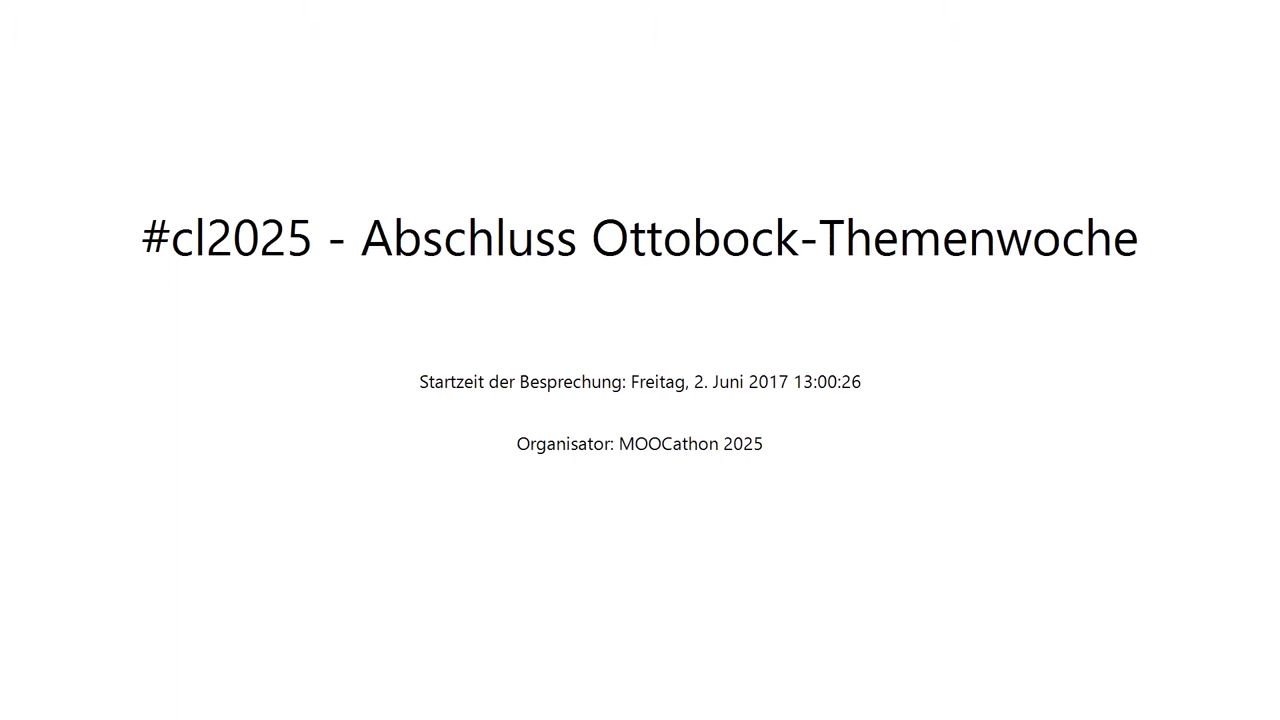 #cl2025 - Abschluss Ottobock-Themenwoche
Startzeit der Besprechung: Freitag, 2. Juni 2017 13:00:26
Organisator: MOOCathon 2025